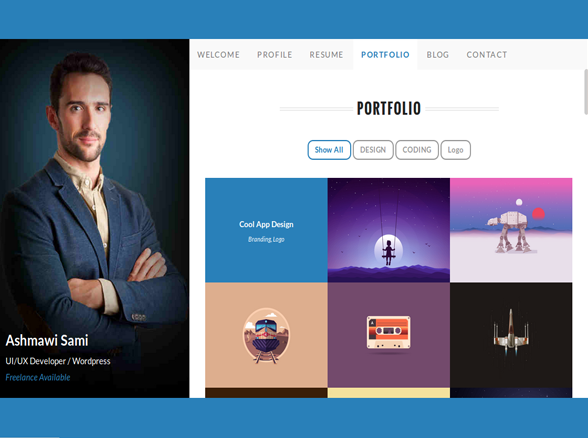 WELCOME PROFILE RESUME PORTFOLIO BLOG CONTACT
PORTFOLIO
Show All DESIGN CODING Logo
Cool App Design
Branding, Logo
Ashmawi Sami
UI/UX Developer / Wordpress
Freelance Available